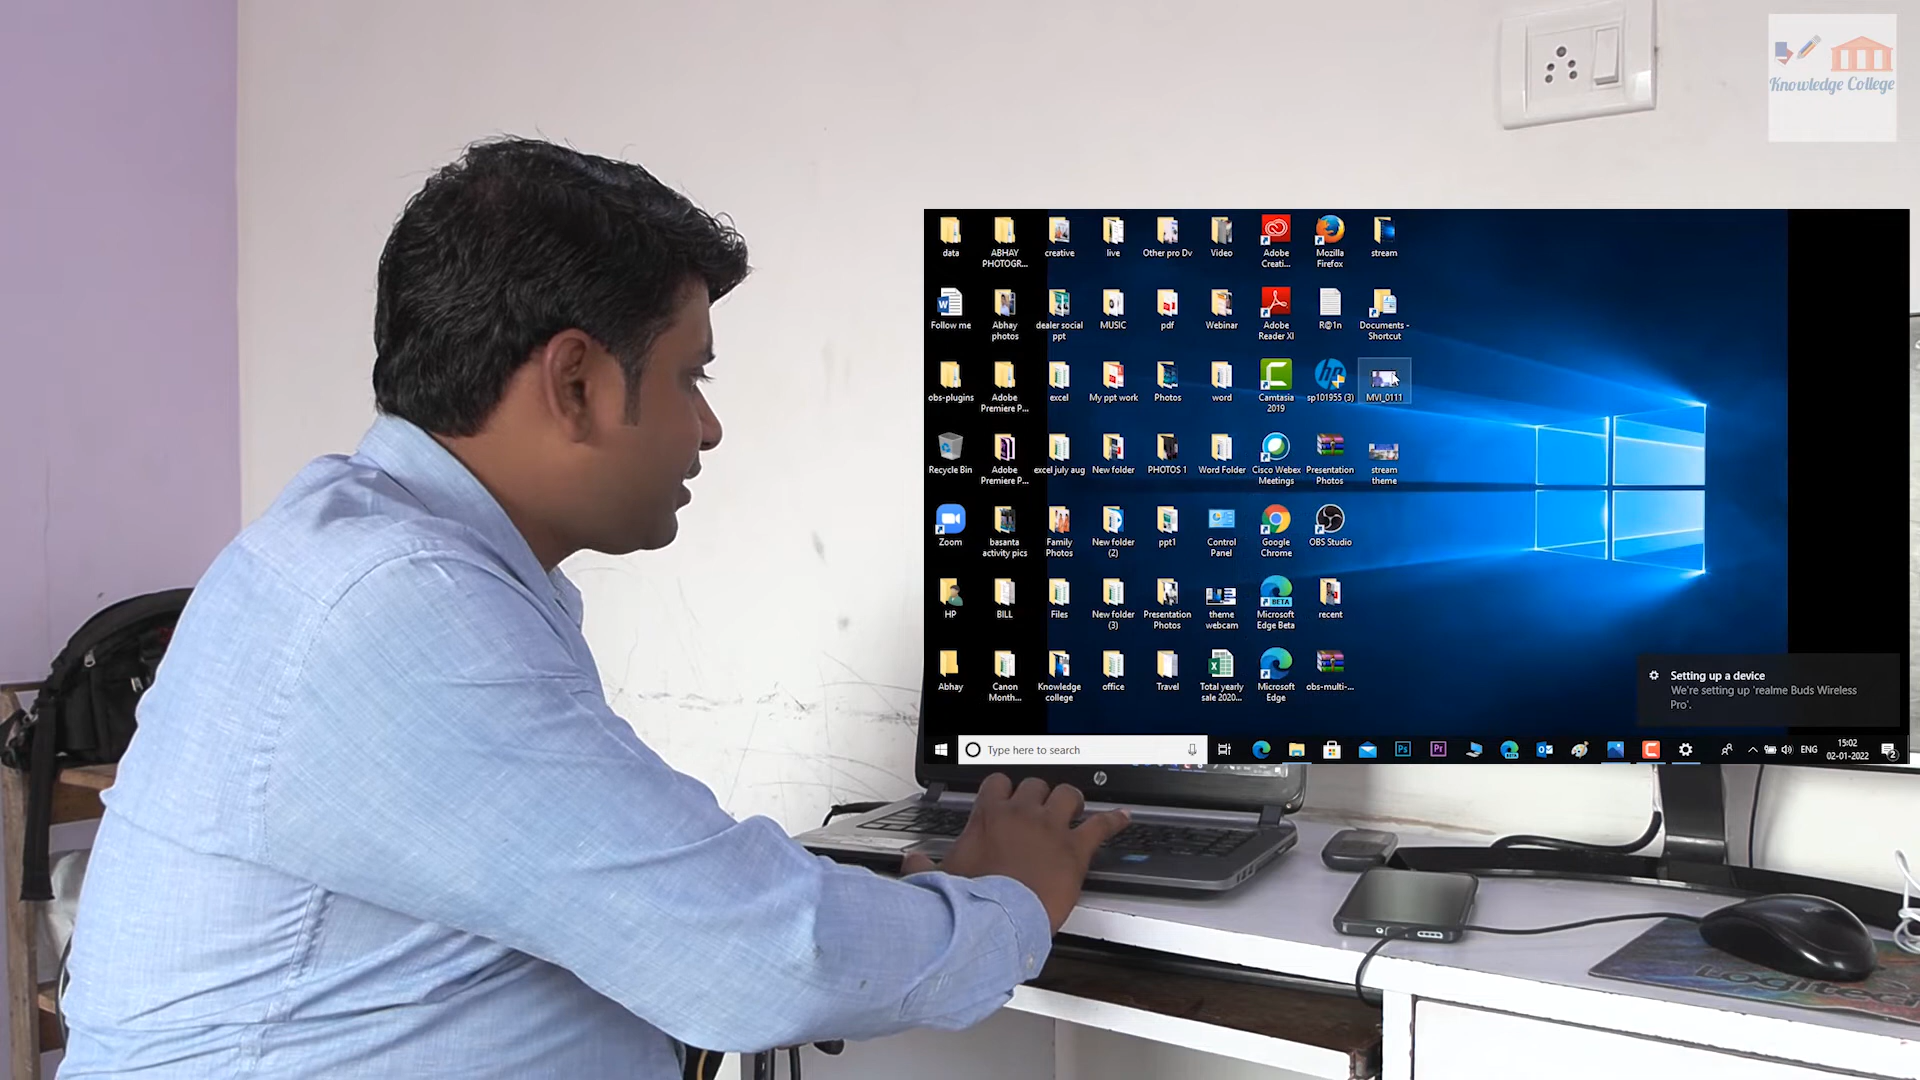 Knowledge College
data
ABHAY
PHOTOGR...
creative
live
Other pro Dv
Video
Adobe
Creati...
Mozilla
Firefox
stream
Follow me
Abhay
photos
dealer social
ppt
MUSIC
pdf
Webinar
Adobe
Reader XI
R@1n
Documents -
Shortcut
obs-plugins
Adobe
Premiere P...
excel
My ppt work
Photos
word
Camtasia
2019
sp101955 (3)
MVI_0111
Recycle Bin
Adobe
Premiere P...
excel july aug
New folder
PHOTOS 1
Word Folder
Cisco Webex
Meetings
Presentation
Photos
stream
theme
Zoom
basanta
activity pics
Family
Photos
New folder
(2)
ppt1
Control
Panel
Google
Chrome
OBS Studio
HP
BILL
Files
New folder
(3)
Presentation
Photos
theme
webcam
BETA
Microsoft
Edge Beta
recent
Abhay
Canon
Month...
Knowledge
college
office
Travel
Total yearly
sale 2020...
Microsoft
Edge
obs-multi-...
Setting up a device
We're setting up 'realme Buds Wireless
Pro'.
Type here to search
Ps
Pr
ENG
15:02
02-01-2022
2
hp
Logitech